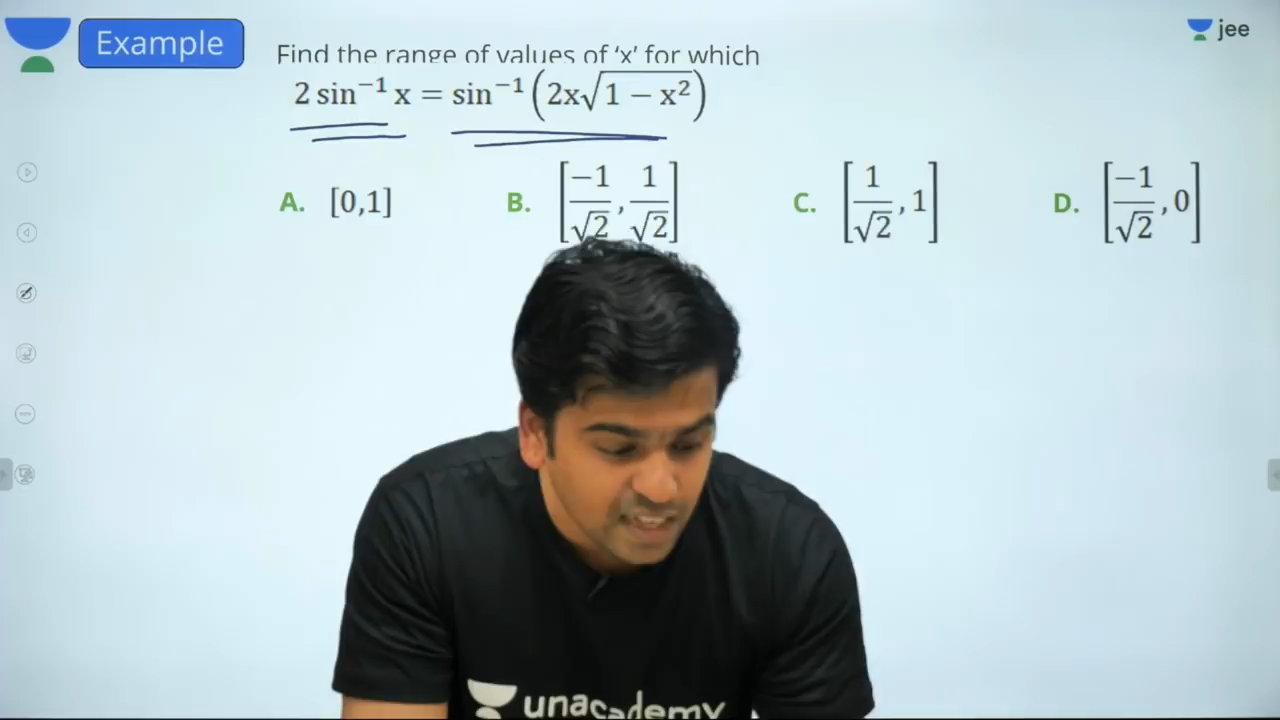 Example
jee
Find the range of values of ‘x’ for which
2 sin⁻¹ x = sin⁻¹ (2x√(1 − x²))
A. [0,1]
B. [−1/√2, 1/√2]
C. [1/√2, 1]
D. [−1/√2, 0]
unacademy